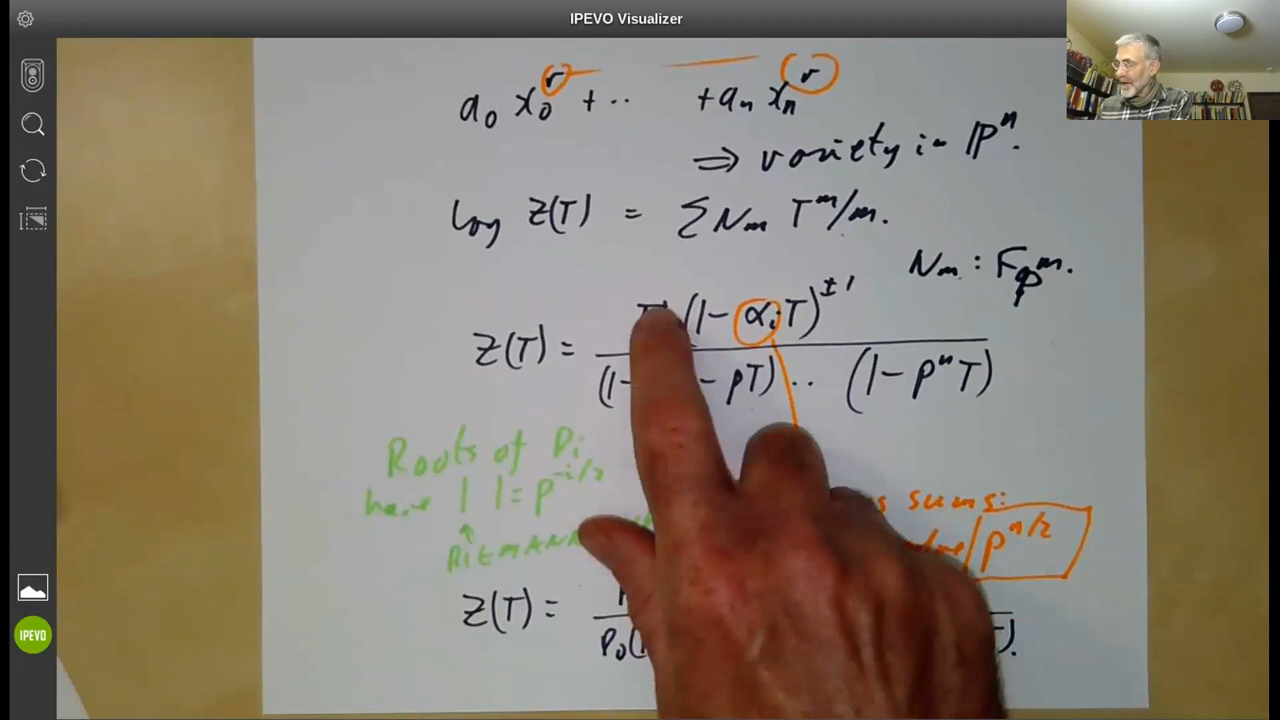 IPEVO Visualizer
a₀ x₀ʳ + ·· + aₙ xₙʳ
⇒ variety in ℙⁿ.
log Z(T) = Σ Nₘ Tᵐ/m.
Nₘ : F_pᵐ.
Z(T) = (1 - αᵢT)^±1
(1- - pT) ·· (1 - pⁿT)
Roots of Pᵢ
have | | = p^-i/2
sums:
p^n/2
Z(T) =
P₀(
IPEVO